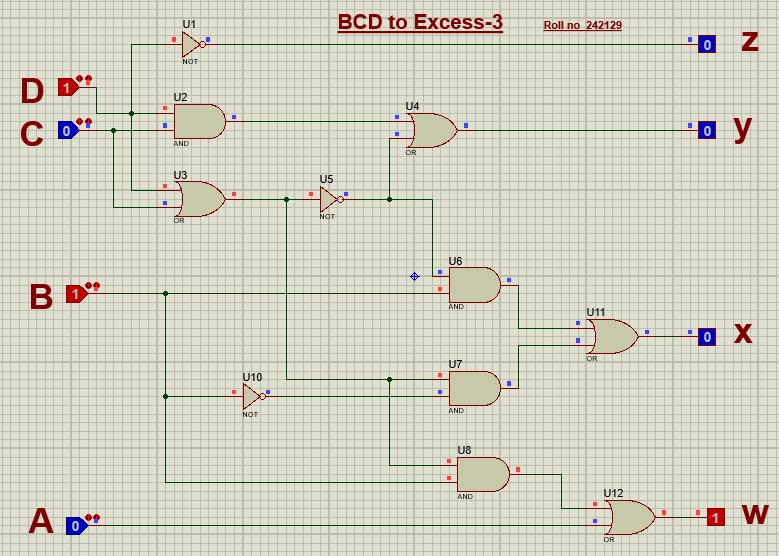 BCD to Excess-3
Roll no 242129
U1
NOT
0
z
D
1
U2
AND
C
0
U4
OR
0
y
U3
OR
U5
NOT
B
1
U6
AND
U11
OR
0
x
U10
NOT
U7
AND
U8
AND
A
0
U12
OR
1
w